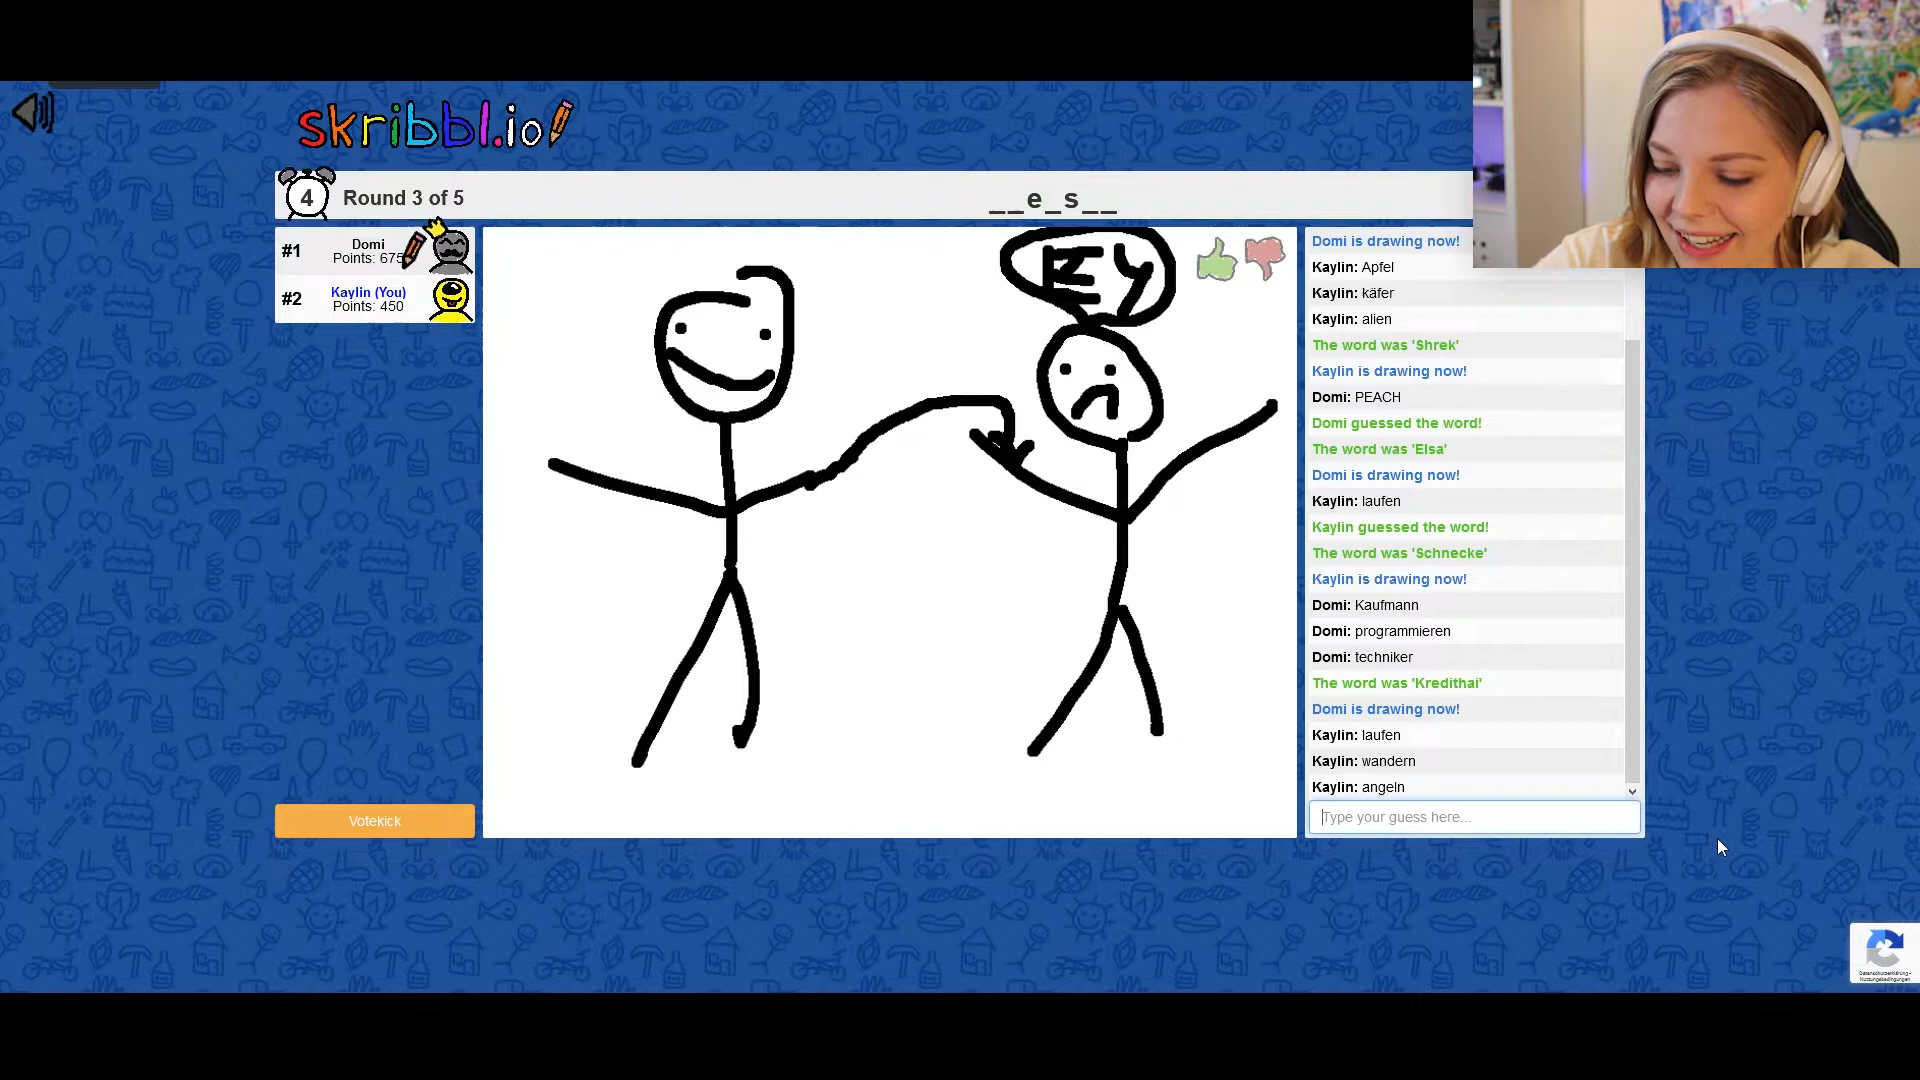 skribbl.io
4
Round 3 of 5
__e_s__
#1
Domi
Points: 675
#2
Kaylin (You)
Points: 450
EY
Domi is drawing now!
Kaylin: Apfel
Kaylin: käfer
Kaylin: alien
The word was 'Shrek'
Kaylin is drawing now!
Domi: PEACH
Domi guessed the word!
The word was 'Elsa'
Domi is drawing now!
Kaylin: laufen
Kaylin guessed the word!
The word was 'Schnecke'
Kaylin is drawing now!
Domi: Kaufmann
Domi: programmieren
Domi: techniker
The word was 'Kredithai'
Domi is drawing now!
Kaylin: laufen
Kaylin: wandern
Kaylin: angeln
Votekick
Type your guess here...
Datenschutzerklärung -
Nutzungsbedingungen